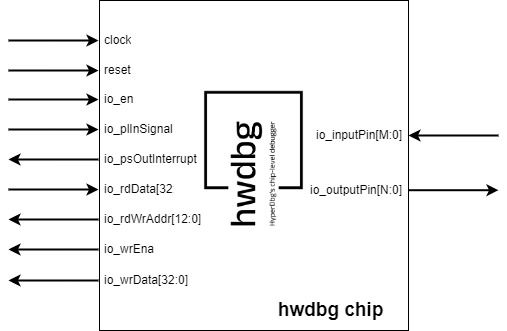 clock
reset
io_en
io_plInSignal
io_psOutInterrupt
io_rdData[32
io_rdWrAddr[12:0]
io_wrEna
io_wrData[32:0]
hwdbg
HyperDbg's chip-level debugger
io_inputPin[M:0]
io_outputPin[N:0]
hwdbg chip